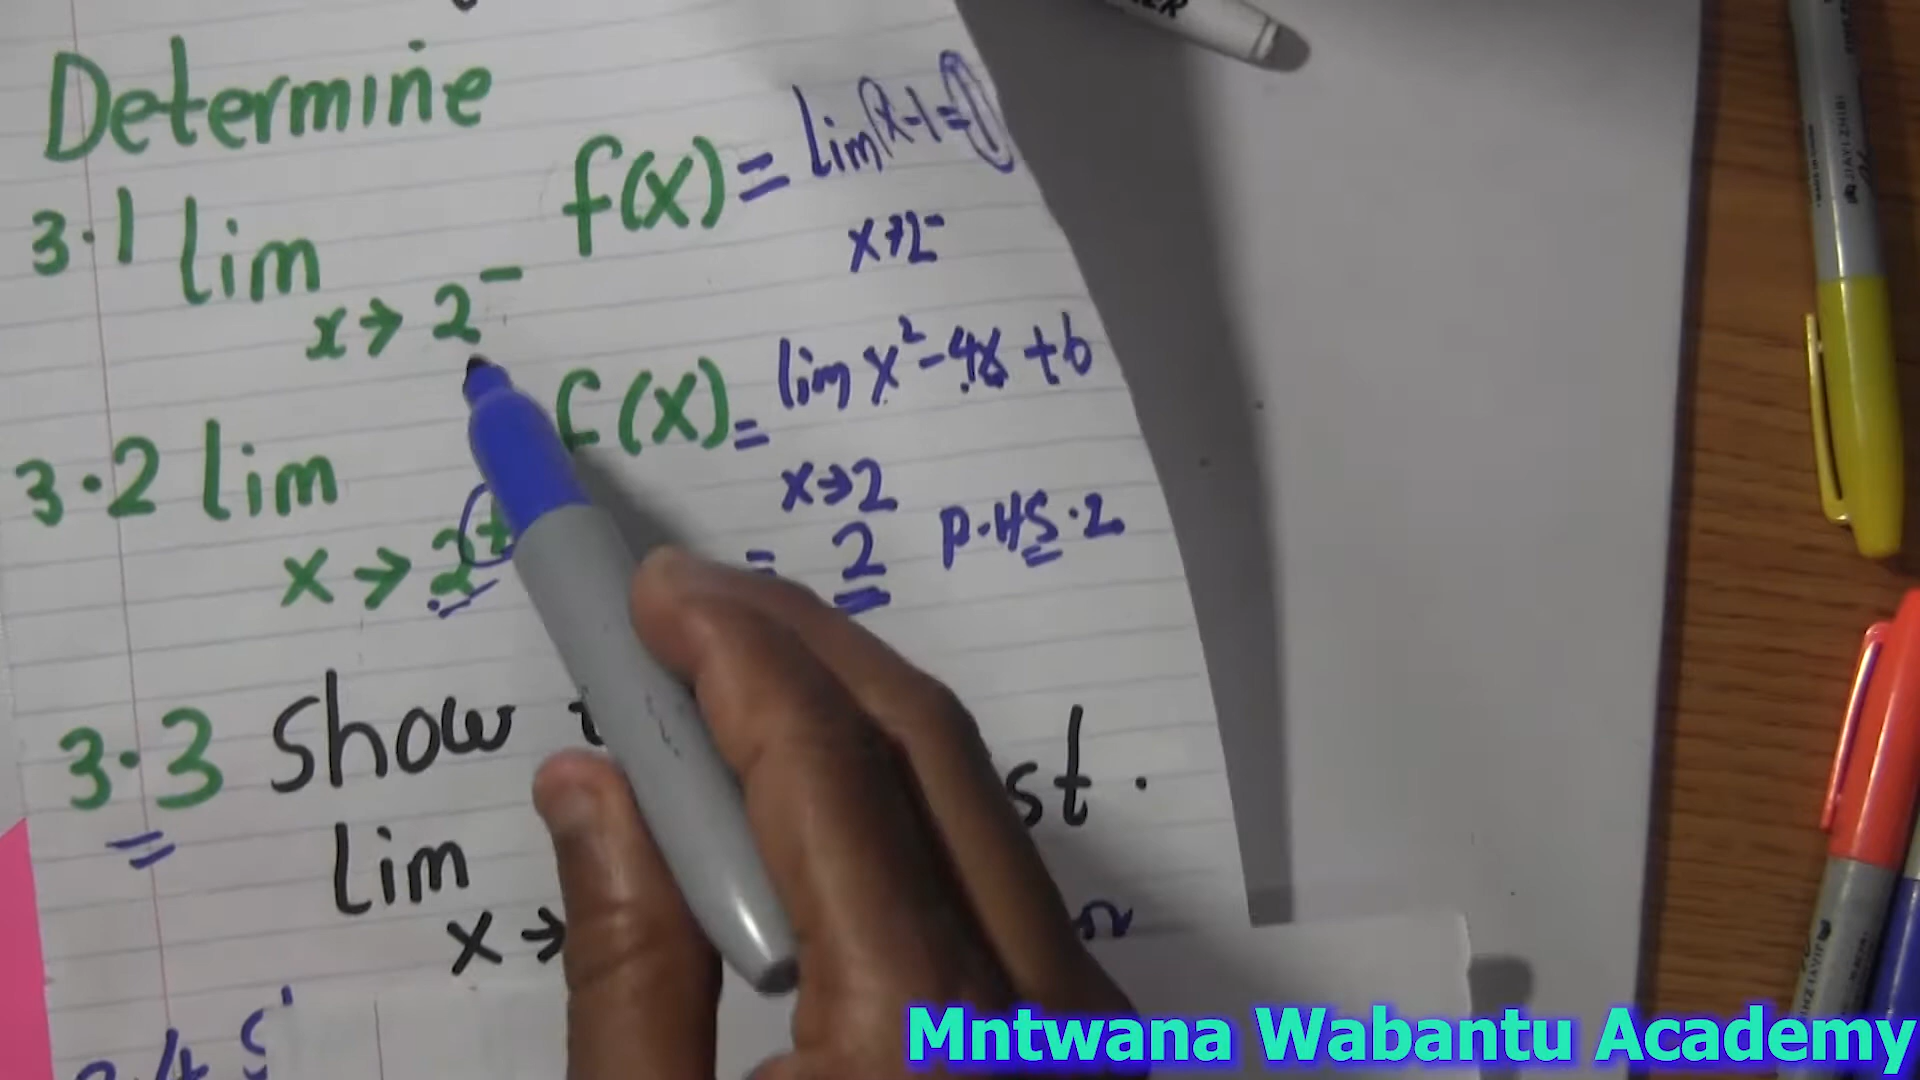 Determine
3.1 lim f(x) = lim x-1 = 1
x→2⁻ x→2⁻
3.2 lim f(x) = lim x² - 4x + 6
x→2⁺ x→2
= 2 R.H.S.2
3.3 Show
lim
x→
Mntwana Wabantu Academy